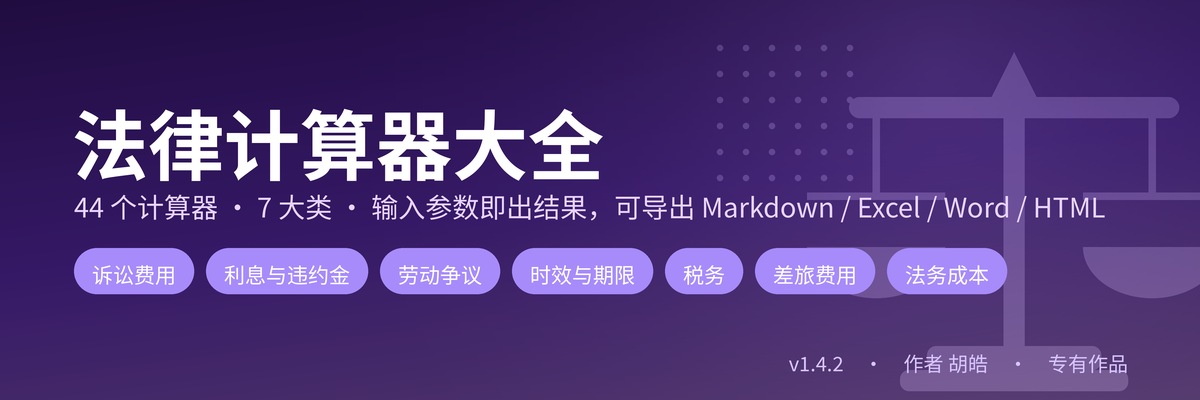 法律计算器大全
44 个计算器 • 7 大类 • 输入参数即出结果，可导出 Markdown / Excel / Word / HTML
诉讼费用 利息与违约金 劳动争议 时效与期限 税务 差旅费用 法务成本
v1.4.2 • 作者 胡皓 • 专有作品